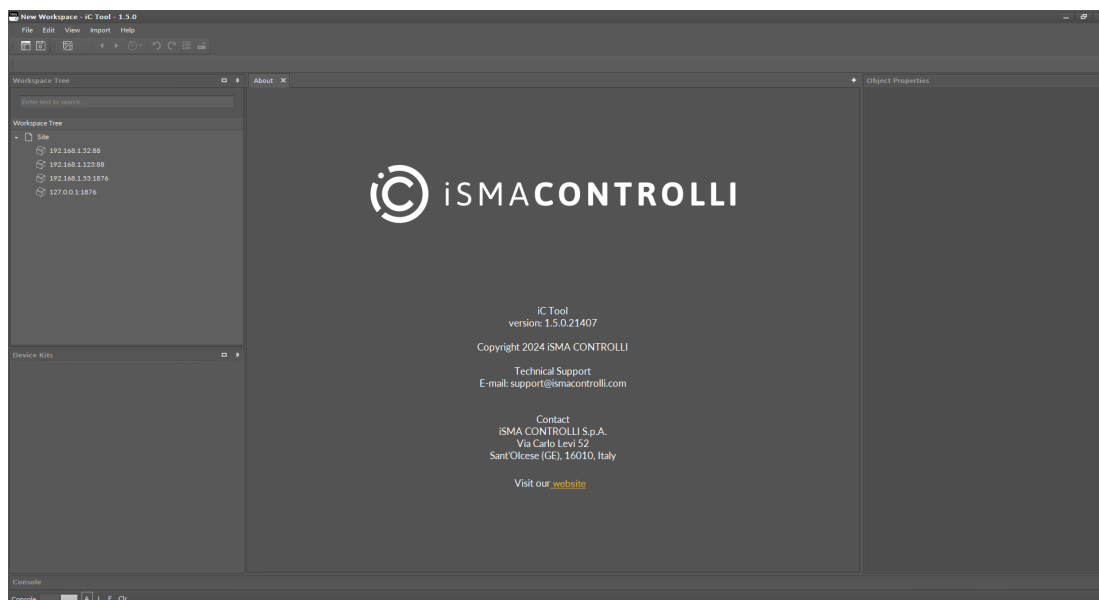 New Workspace - iC Tool - 1.5.0
File Edit View Import Help
Workspace Tree
Enter text to search...
Workspace Tree
Site
192.168.1.52:88
192.168.1.123:88
192.168.1.53:1876
127.0.0.1:1876
Device Kits
About
iSMACONTROLLI
iC Tool
version: 1.5.0.21407
Copyright 2024 iSMA CONTROLLI
Technical Support
E-mail: support@ismacontrolli.com
Contact
iSMA CONTROLLI S.p.A.
Via Carlo Levi 52
Sant'Olcese (GE), 16010, Italy
Visit our website
Object Properties
Console
Console A I E Clr